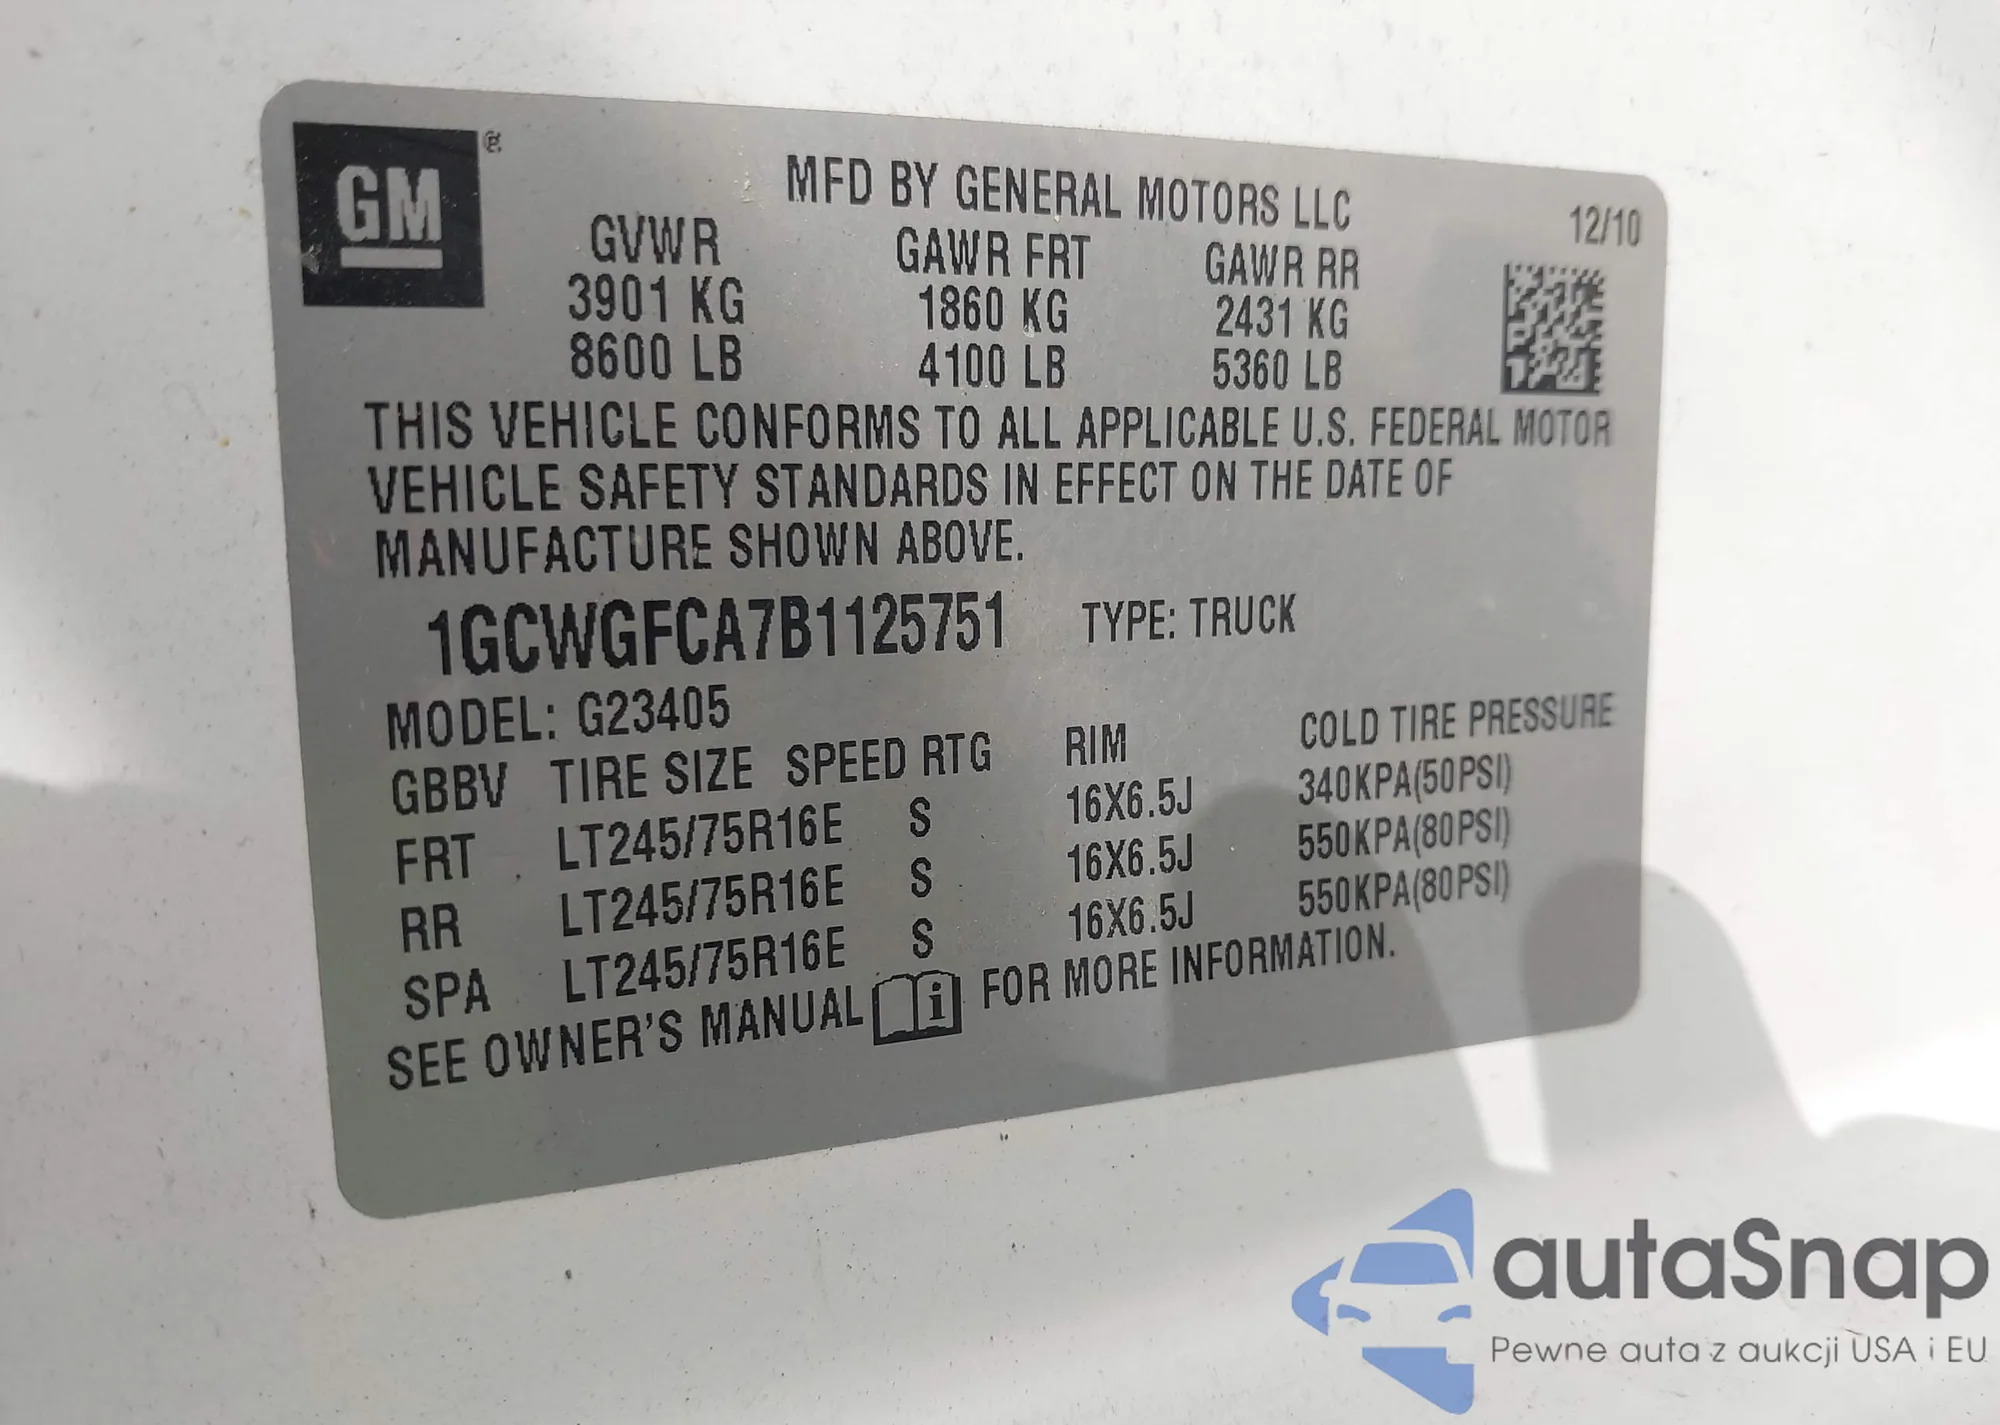 GM
MFD BY GENERAL MOTORS LLC
12/10
GVWR GAWR FRT GAWR RR
3901 KG 1860 KG 2431 KG
8600 LB 4100 LB 5360 LB
THIS VEHICLE CONFORMS TO ALL APPLICABLE U.S. FEDERAL MOTOR
VEHICLE SAFETY STANDARDS IN EFFECT ON THE DATE OF
MANUFACTURE SHOWN ABOVE.
1GCWGFCA7B1125751 TYPE: TRUCK
MODEL: G23405
GBBV TIRE SIZE SPEED RTG RIM COLD TIRE PRESSURE
FRT LT245/75R16E S 16X6.5J 340KPA(50PSI)
RR LT245/75R16E S 16X6.5J 550KPA(80PSI)
SPA LT245/75R16E S 16X6.5J 550KPA(80PSI)
SEE OWNER'S MANUAL i FOR MORE INFORMATION.
autaSnap
Pewne auta z aukcji USA i EU